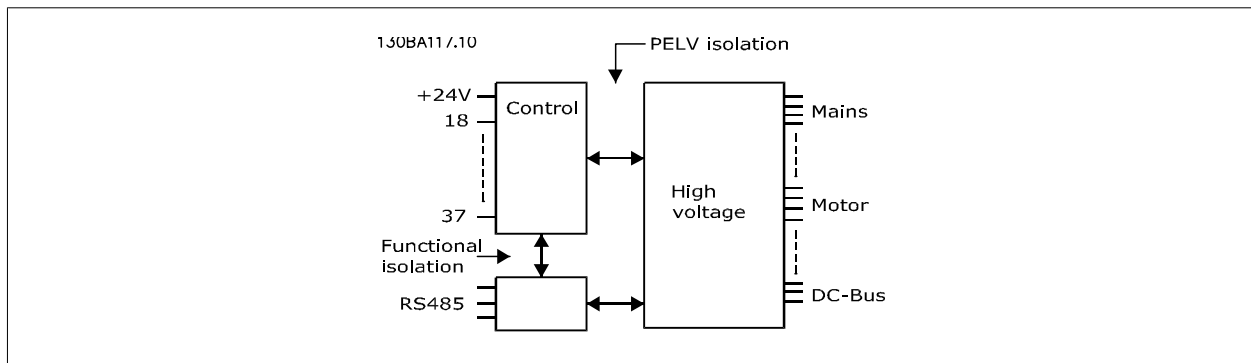 130BA117.10
PELV isolation
+24V
Control
18
Mains
High
voltage
37
Motor
Functional
isolation
RS485
DC-Bus